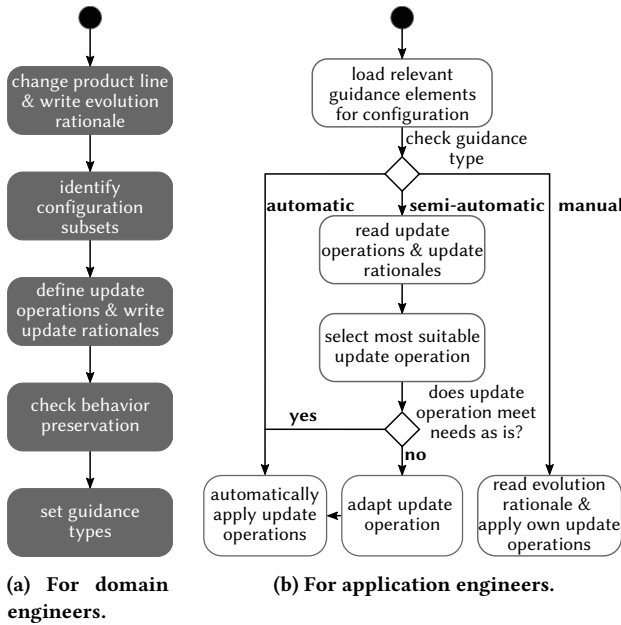 change product line
& write evolution
rationale
identify
configuration
subsets
define update
operations & write
update rationales
check behavior
preservation
set guidance
types
(a) For domain
engineers.
load relevant
guidance elements
for configuration
check guidance
type
automatic
semi-automatic
manual
read update
operations & update
rationales
select most suitable
update operation
does update
operation meet
needs as is?
yes
no
automatically
apply update
operations
adapt update
operation
read evolution
rationale &
apply own update
operations
(b) For application engineers.